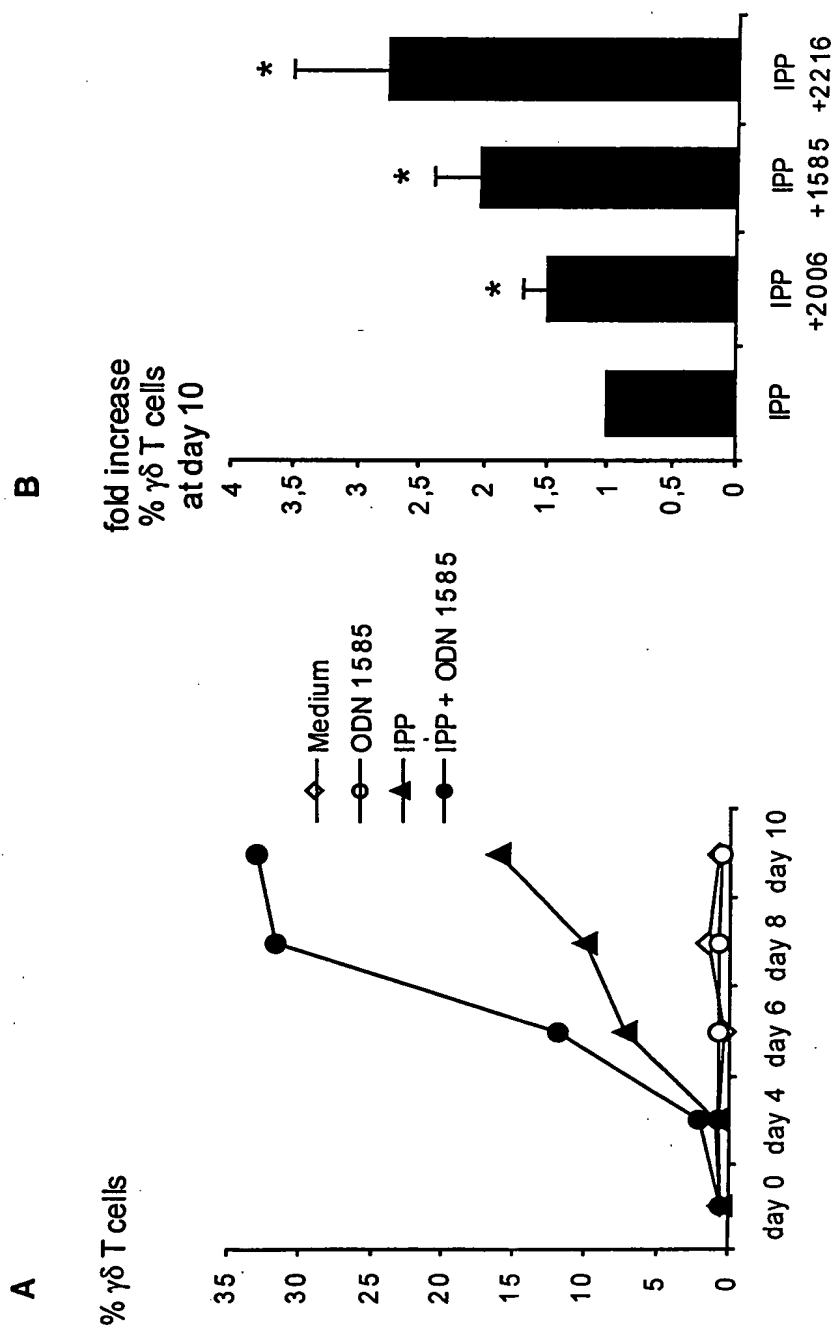 A
% γδ T cells
35
30
25
20
15
10
5
0
day 0 day 4 day 6 day 8 day 10
Medium
ODN 1585
IPP
IPP + ODN 1585
B
fold increase
% γδ T cells
at day 10
4
3,5
3
2,5
2
1,5
1
0,5
0
*
*
*
IPP
IPP
+2006
IPP
+1585
IPP
+2216